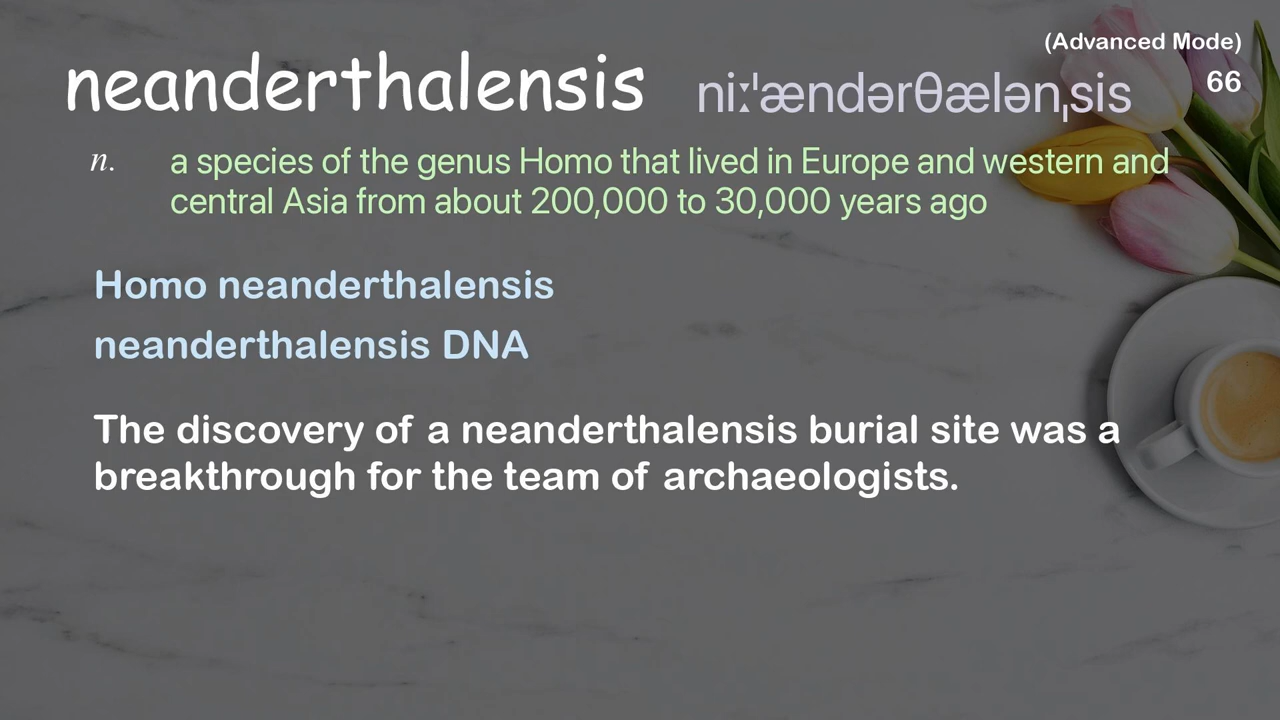 (Advanced Mode)
neanderthalensis niːˈændərθælənˌsis 66
n. a species of the genus Homo that lived in Europe and western and
central Asia from about 200,000 to 30,000 years ago
Homo neanderthalensis
neanderthalensis DNA
The discovery of a neanderthalensis burial site was a
breakthrough for the team of archaeologists.